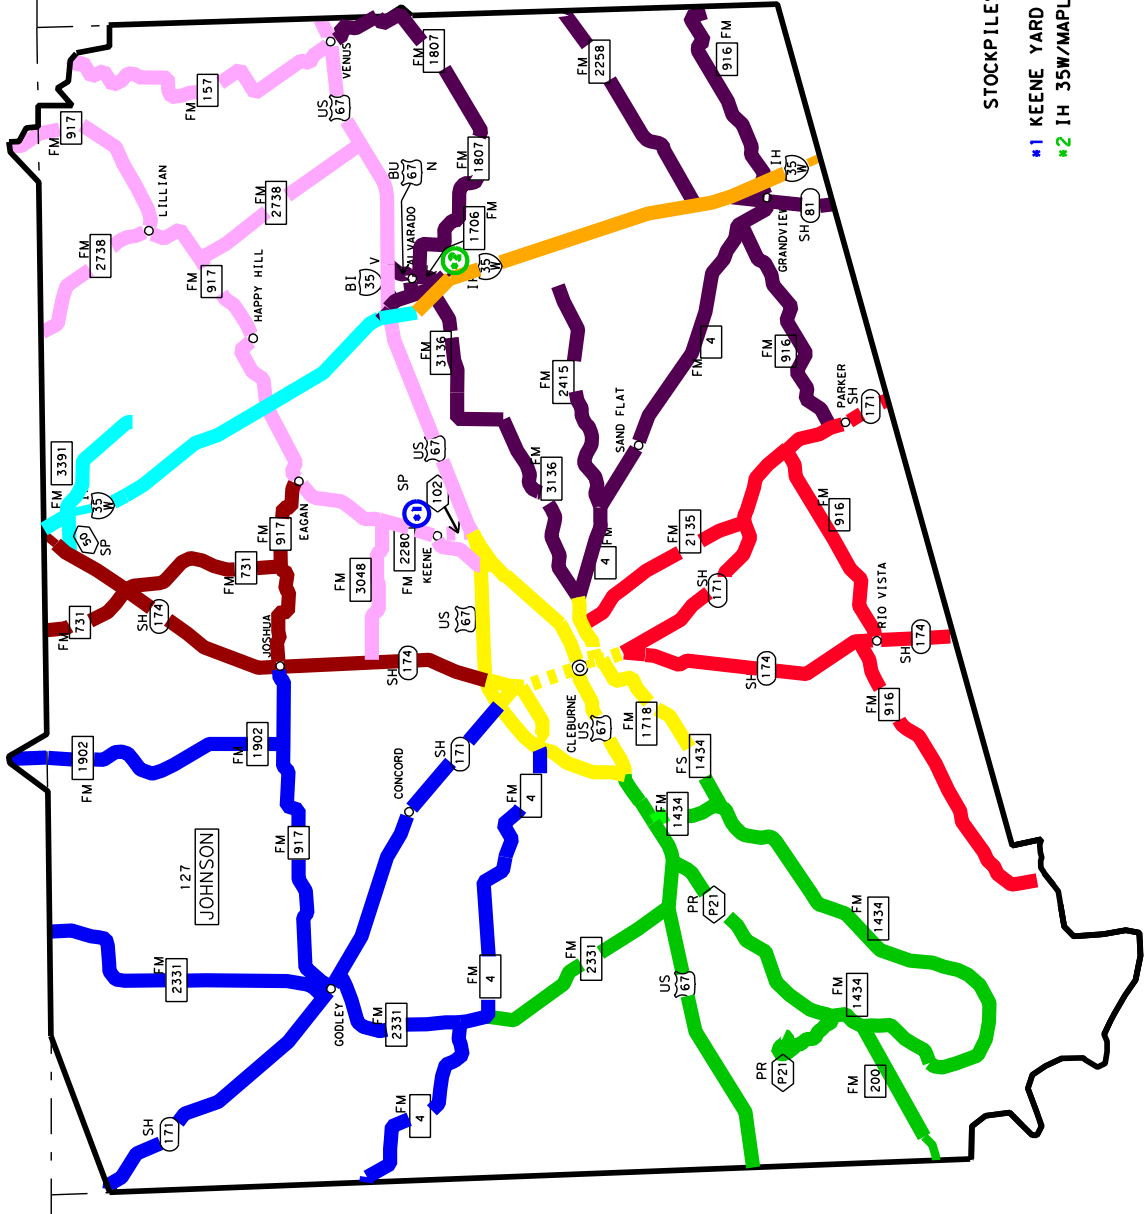 STOCKPILE
*1 KEENE YARD
*2 IH 35W/MAPL
127
JOHNSON
FM
1902
FM
1902
FM
2331
SH
171
GODLEY
FM
2331
FM
4
FM
4
FM
4
FM
917
CONCORD
SH
171
FM
731
SH
174
FM
731
FM
917
JOSHUA
EAGAN
SH
174
FM
3048
FM
2280
KEENE
SP
102
*1
FM
3391
35
W
SP
50
FM
917
LILLIAN
FM
2738
FM
2738
FM
917
HAPPY HILL
FM
157
VENUS
US
67
FM
1807
FM
1807
BU
67
N
BI
35
V
ALVARADO
FM
1706
*2
IH
35
W
US
67
US
67
FM
3136
FM
3136
FM
2415
SAND FLAT
FM
4
FM
4
FM
2258
FM
916
IH
35
W
SH
81
GRANDVIEW
FM
916
PARKER
SH
171
FM
916
FM
2135
SH
171
RIO VISTA
SH
174
SH
174
FM
916
CLEBURNE
US
67
FM
1718
FS
1434
FM
1434
PR
P21
FM
2331
US
67
FM
1434
FM
1434
PR
P21
FM
200